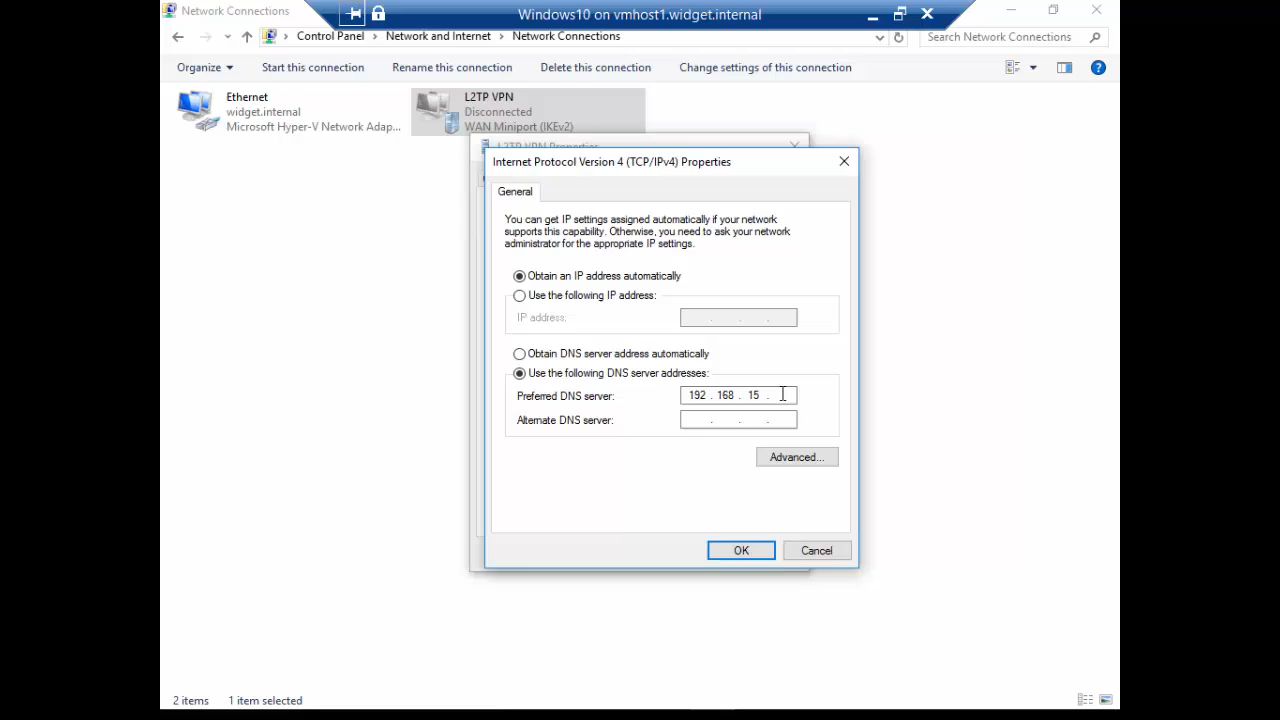 Network Connections
Windows10 on vmhost1.widget.internal
Control Panel > Network and Internet > Network Connections
Search Network Connections
Organize
Start this connection
Rename this connection
Delete this connection
Change settings of this connection
Ethernet
widget.internal
Microsoft Hyper-V Network Adap...
L2TP VPN
Disconnected
WAN Miniport (IKEv2)
L2TP VPN Properties
Internet Protocol Version 4 (TCP/IPv4) Properties
General
You can get IP settings assigned automatically if your network
supports this capability. Otherwise, you need to ask your network
administrator for the appropriate IP settings.
Obtain an IP address automatically
Use the following IP address:
IP address: . . .
Obtain DNS server address automatically
Use the following DNS server addresses:
Preferred DNS server: 192 . 168 . 15 .
Alternate DNS server: . . .
Advanced...
OK
Cancel
2 items
1 item selected